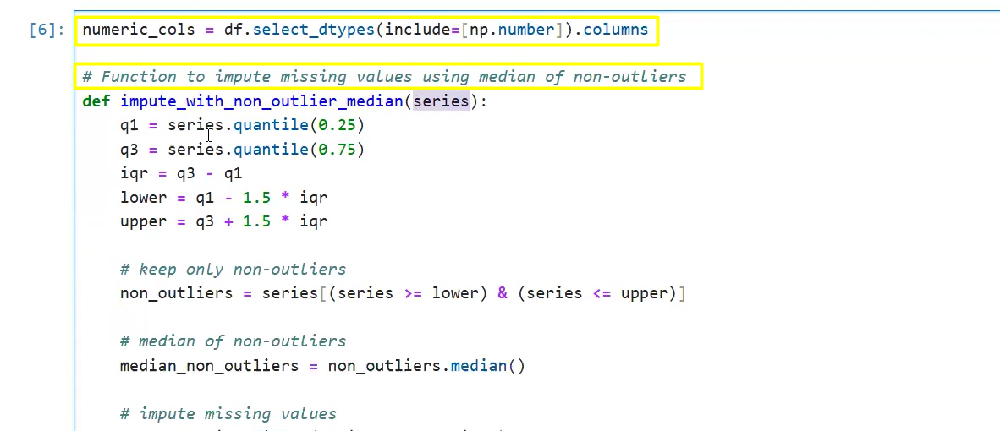 [6]: numeric_cols = df.select_dtypes(include=[np.number]).columns
# Function to impute missing values using median of non-outliers
def impute_with_non_outlier_median(series):
q1 = series.quantile(0.25)
q3 = series.quantile(0.75)
iqr = q3 - q1
lower = q1 - 1.5 * iqr
upper = q3 + 1.5 * iqr
# keep only non-outliers
non_outliers = series[(series >= lower) & (series <= upper)]
# median of non-outliers
median_non_outliers = non_outliers.median()
# impute missing values